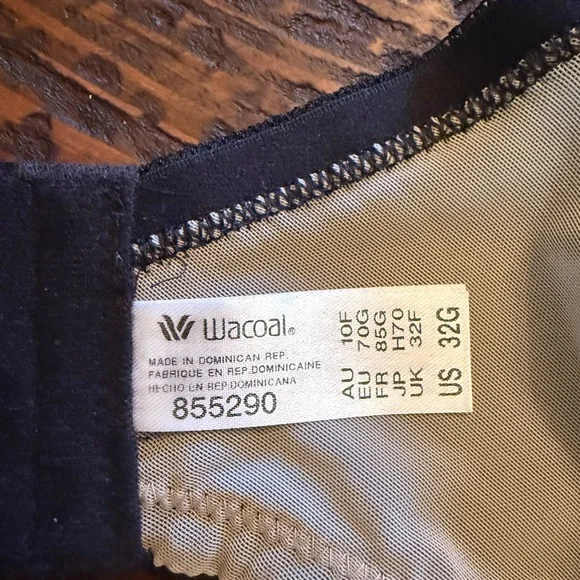 Wacoal®
MADE IN DOMINICAN REP.
FABRIQUE EN REP.DOMINICAINE
HECHO EN REP.DOMINICANA
855290
AU 10F
EU 70G
FR 85G
JP H70
UK 32F
US 32G